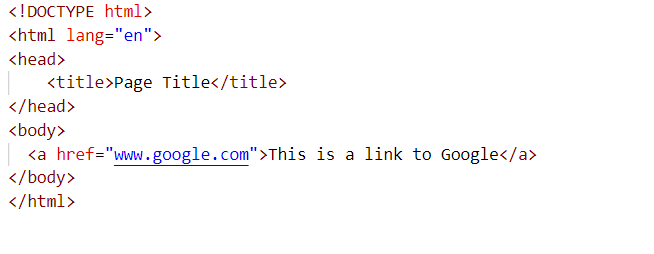 <!DOCTYPE html>
<html lang="en">
<head>
    <title>Page Title</title>
</head>
<body>
  <a href="www.google.com">This is a link to Google</a>
</body>
</html>